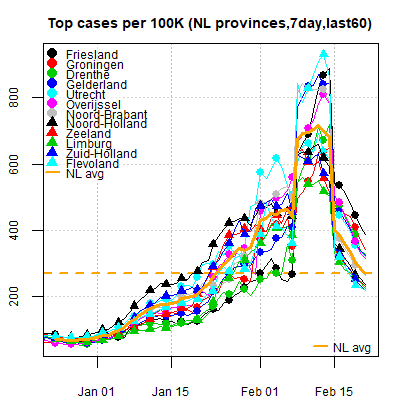 Top cases per 100K (NL provinces,7day,last60)
Friesland
Groningen
Drenthe
Gelderland
Utrecht
Overijssel
Noord-Brabant
Noord-Holland
Zeeland
Limburg
Zuid-Holland
Flevoland
NL avg
800
600
400
200
NL avg
Jan 01
Jan 15
Feb 01
Feb 15